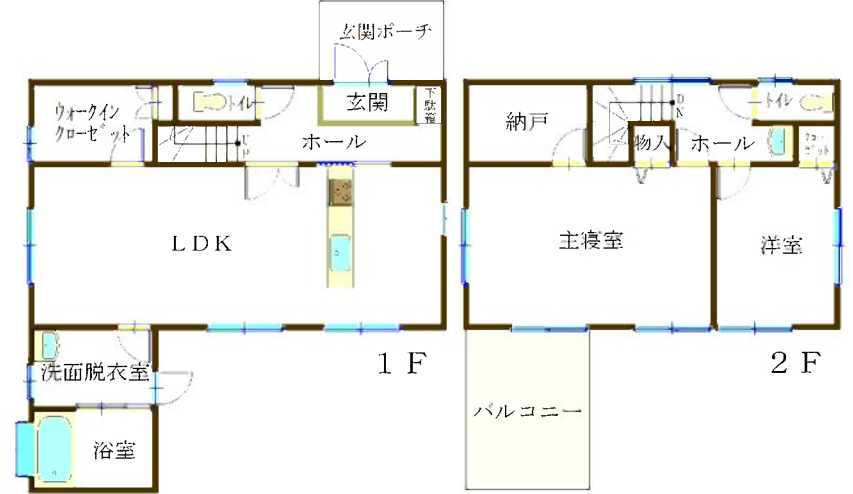 玄関ポーチ
ウォークイン
クローゼット
トイレ
玄関
下駄箱
ホール
UP
LDK
洗面脱衣室
浴室
1F
納戸
DN
物入
ホール
トイレ
クローゼット
主寝室
洋室
バルコニー
2F